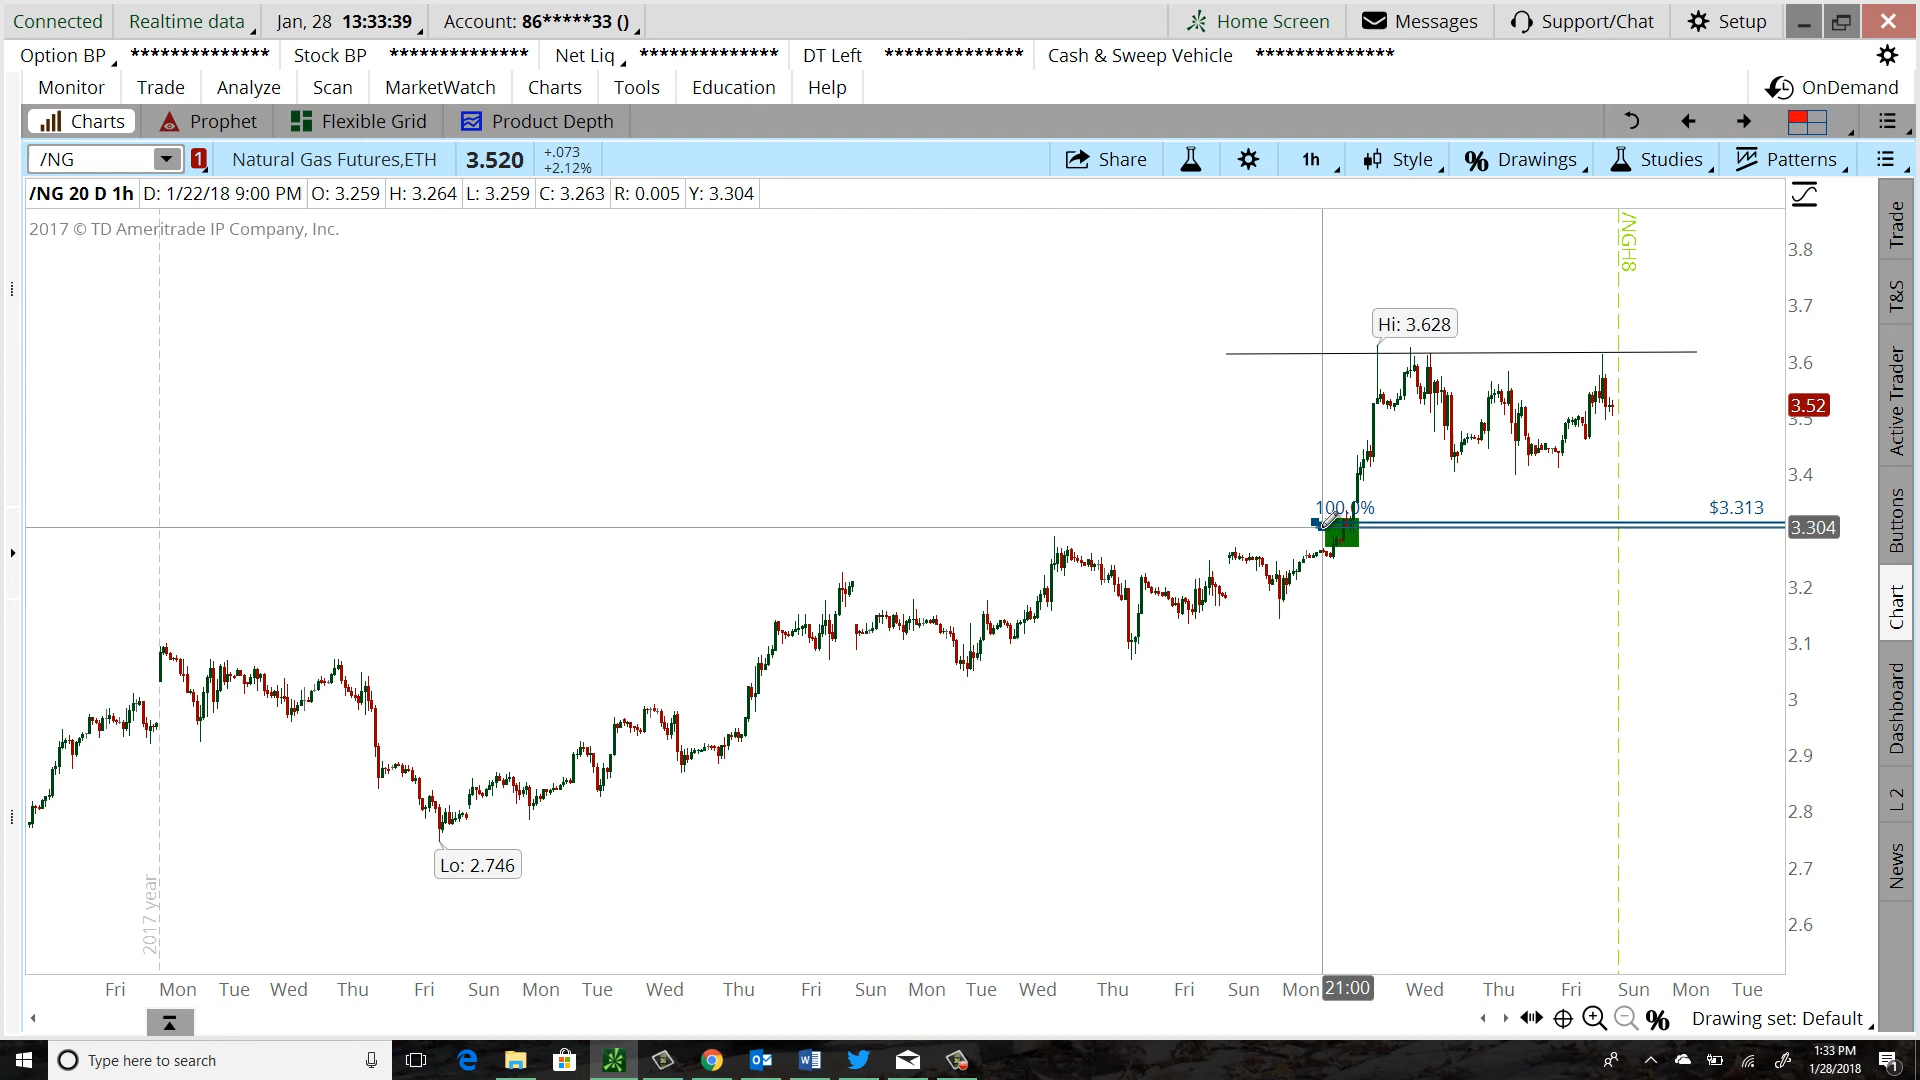 Connected Realtime data Jan, 28 13:33:39 Account: 86*****33 () Home Screen Messages Support/Chat Setup
Option BP ************** Stock BP ************** Net Liq ************** DT Left ************** Cash & Sweep Vehicle **************
Monitor Trade Analyze Scan MarketWatch Charts Tools Education Help OnDemand
Charts Prophet Flexible Grid Product Depth
/NG 1 Natural Gas Futures,ETH 3.520 +.073 +2.12% Share 1h Style Drawings Studies Patterns
/NG 20 D 1h D: 1/22/18 9:00 PM O: 3.259 H: 3.264 L: 3.259 C: 3.263 R: 0.005 Y: 3.304
2017 © TD Ameritrade IP Company, Inc.
/NGH8
3.8
3.7
Hi: 3.628
3.6
3.52
3.5
3.4
100.0% $3.313
3.304
3.2
3.1
3
2.9
2.8
Lo: 2.746
2.7
2.6
2017 year
Fri Mon Tue Wed Thu Fri Sun Mon Tue Wed Thu Fri Sun Mon Tue Wed Thu Fri Sun Mon 21:00 Wed Thu Fri Sun Mon Tue
Drawing set: Default
Trade
T&S
Active Trader
Buttons
Chart
Dashboard
L 2
News
Type here to search
1:33 PM
1/28/2018
1